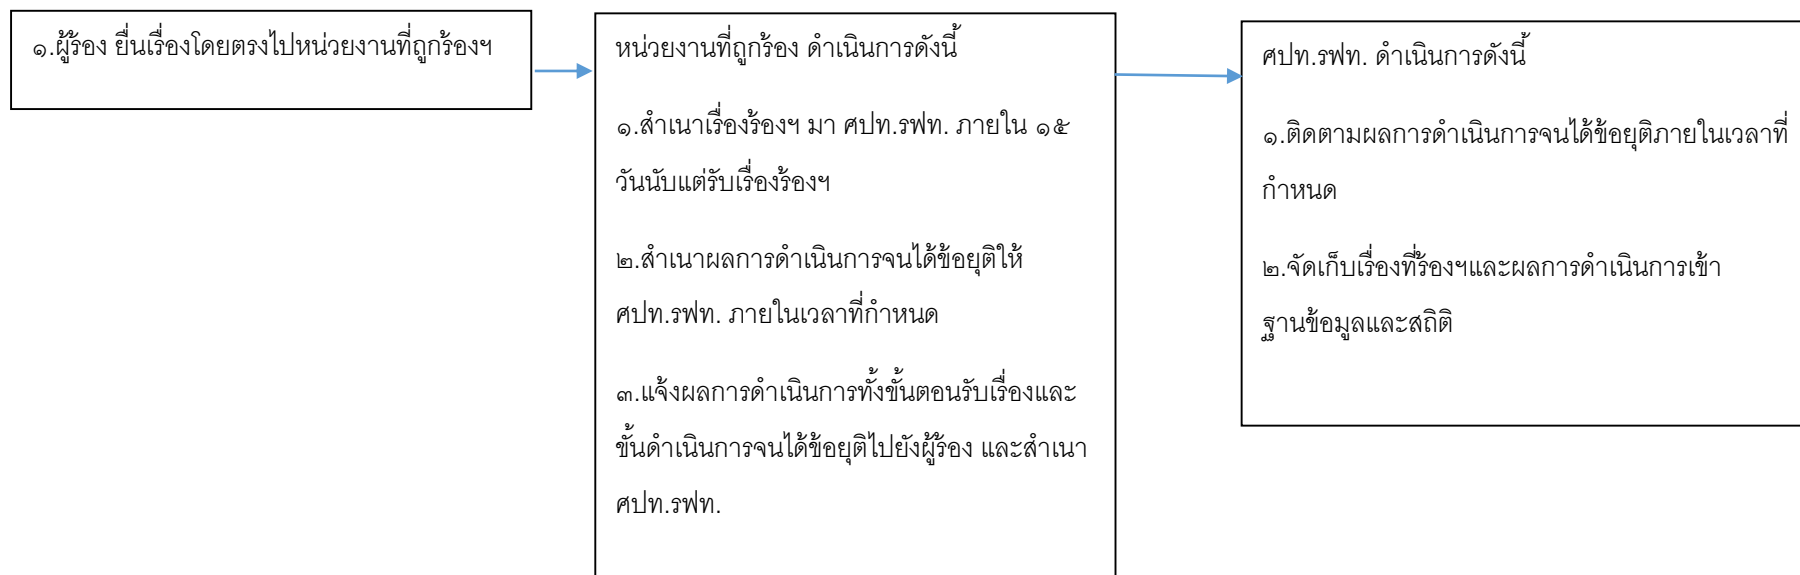 ๑.ผู้ร้อง ยื่นเรื่องโดยตรงไปหน่วยงานที่ถูกร้องฯ
หน่วยงานที่ถูกร้อง ดำเนินการดังนี้
๑.สำเนาเรื่องร้องฯ มา ศปท.รฟท. ภายใน ๑๕
วันนับแต่รับเรื่องร้องฯ
๒.สำเนาผลการดำเนินการจนได้ข้อยุติให้
ศปท.รฟท. ภายในเวลาที่กำหนด
๓.แจ้งผลการดำเนินการทั้งขั้นตอนรับเรื่องและ
ขั้นดำเนินการจนได้ข้อยุติไปยังผู้ร้อง และสำเนา
ศปท.รฟท.
ศปท.รฟท. ดำเนินการดังนี้
๑.ติดตามผลการดำเนินการจนได้ข้อยุติภายในเวลาที่
กำหนด
๒.จัดเก็บเรื่องที่ร้องฯและผลการดำเนินการเข้า
ฐานข้อมูลและสถิติ